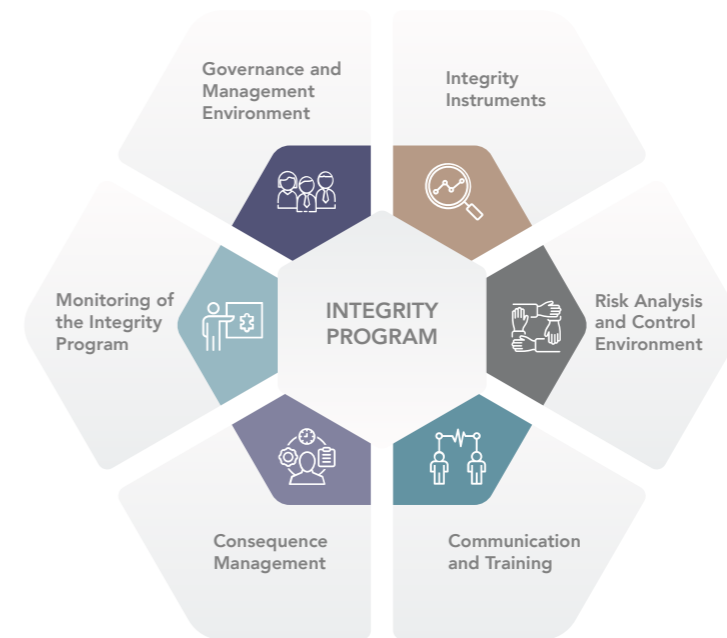 Governance and
Management
Environment
Integrity
Instruments
Monitoring of
the Integrity
Program
INTEGRITY
PROGRAM
Risk Analysis
and Control
Environment
Consequence
Management
Communication
and Training